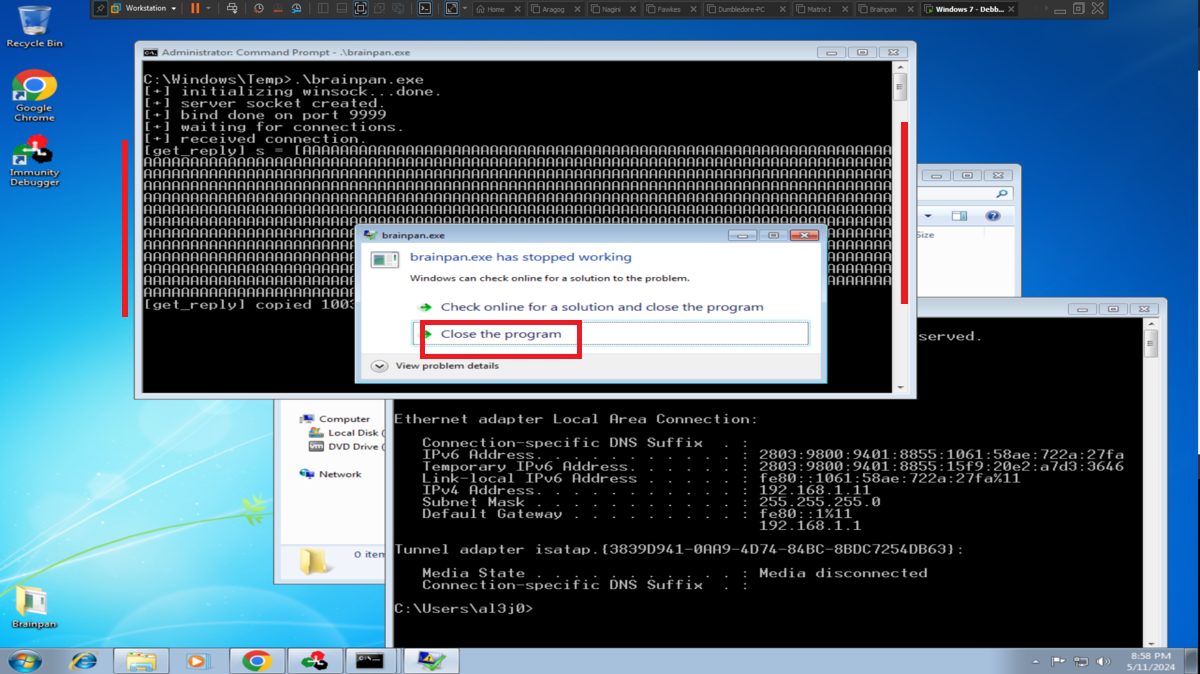 Workstation
Home
Aragog
Nagini
Fawkes
Dumbledore-PC
Matrix I
Brainpan
Windows 7 - Debb...
Recycle Bin
Google
Chrome
Immunity
Debugger
Brainpan
Administrator: Command Prompt - .\brainpan.exe
C:\Windows\Temp>.\brainpan.exe
[+] initializing winsock...done.
[+] server socket created.
[+] bind done on port 9999
[+] waiting for connections.
[+] received connection.
[get_reply] copied 1003
brainpan.exe
brainpan.exe has stopped working
Windows can check online for a solution to the problem.
Check online for a solution and close the program
Close the program
View problem details
Size
served.
Computer
Local Disk (
DVD Drive (
Network
0 item
Ethernet adapter Local Area Connection:
Connection-specific DNS Suffix . :
IPv6 Address. . . . . . . . . . . : 2803:9800:9401:8855:1061:58ae:722a:27fa
Temporary IPv6 Address. . . . . . : 2803:9800:9401:8855:15f9:20e2:a7d3:3646
Link-local IPv6 Address . . . . . : fe80::1061:58ae:722a:27fa%11
IPv4 Address. . . . . . . . . . . : 192.168.1.11
Subnet Mask . . . . . . . . . . . : 255.255.255.0
Default Gateway . . . . . . . . . : fe80::1%11
192.168.1.1
Tunnel adapter isatap.{3839D941-0AA9-4D74-84BC-8BDC7254DB63}:
Media State . . . . . . . . . . . : Media disconnected
Connection-specific DNS Suffix . :
C:\Users\al3j0>
8:58 PM
5/11/2024